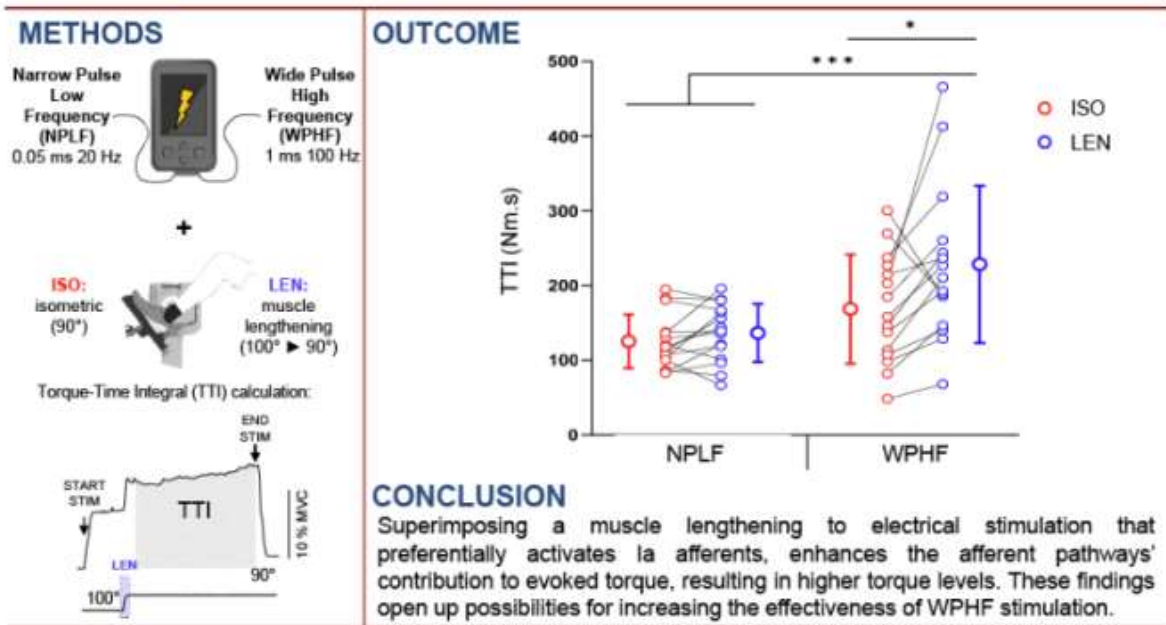 METHODS
Narrow Pulse
Low
Frequency
(NPLF)
0.05 ms 20 Hz
Wide Pulse
High
Frequency
(WPHF)
1 ms 100 Hz
+
ISO:
isometric
(90°)
LEN:
muscle
lengthening
(100° ► 90°)
Torque-Time Integral (TTI) calculation:
START
STIM
END
STIM
TTI
10 % MVC
LEN
90°
100°
OUTCOME
*
***
500
400
300
200
100
0
TTI (Nm.s)
ISO
LEN
NPLF
WPHF
CONCLUSION
Superimposing a muscle lengthening to electrical stimulation that
preferentially activates Ia afferents, enhances the afferent pathways'
contribution to evoked torque, resulting in higher torque levels. These findings
open up possibilities for increasing the effectiveness of WPHF stimulation.